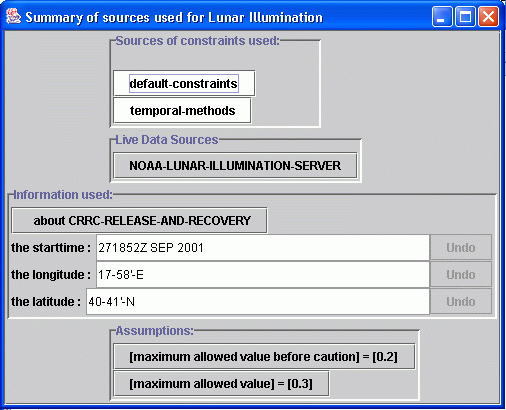 Summary of sources used for Lunar Illumination
Sources of constraints used:
default-constraints
temporal-methods
Live Data Sources
NOAA-LUNAR-ILLUMINATION-SERVER
Information used:
about CRRC-RELEASE-AND-RECOVERY
the starttime : 271852Z SEP 2001 Undo
the longitude : 17-58'-E Undo
the latitude : 40-41'-N Undo
Assumptions:
[maximum allowed value before caution] = [0.2]
[maximum allowed value] = [0.3]